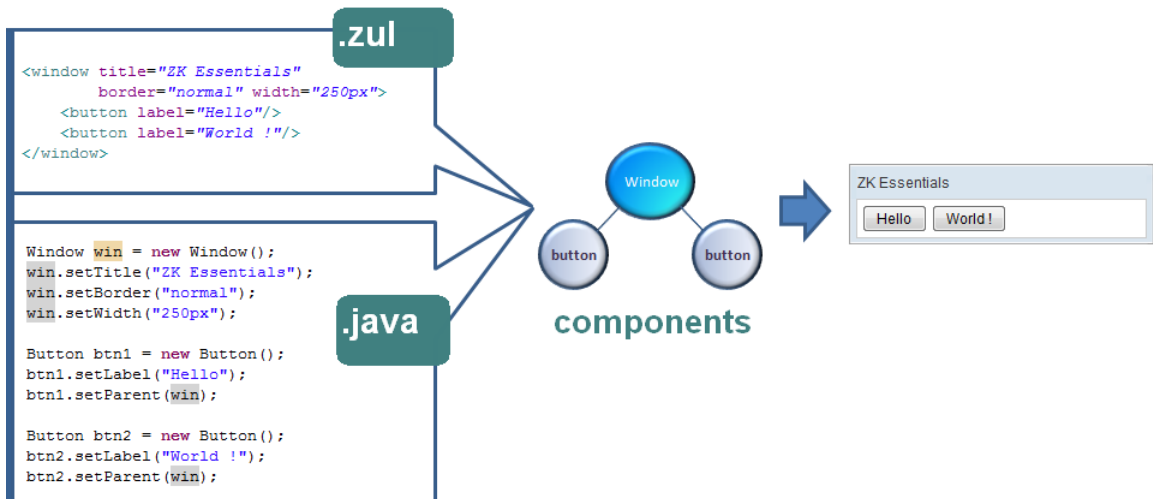 .zul
<window title="ZK Essentials"
border="normal" width="250px">
<button label="Hello"/>
<button label="World !"/>
</window>
Window win = new Window();
win.setTitle("ZK Essentials");
win.setBorder("normal");
win.setWidth("250px");
.java
Button btn1 = new Button();
btn1.setLabel("Hello");
btn1.setParent(win);
Button btn2 = new Button();
btn2.setLabel("World !");
btn2.setParent(win);
Window
button
button
components
ZK Essentials
Hello
World !